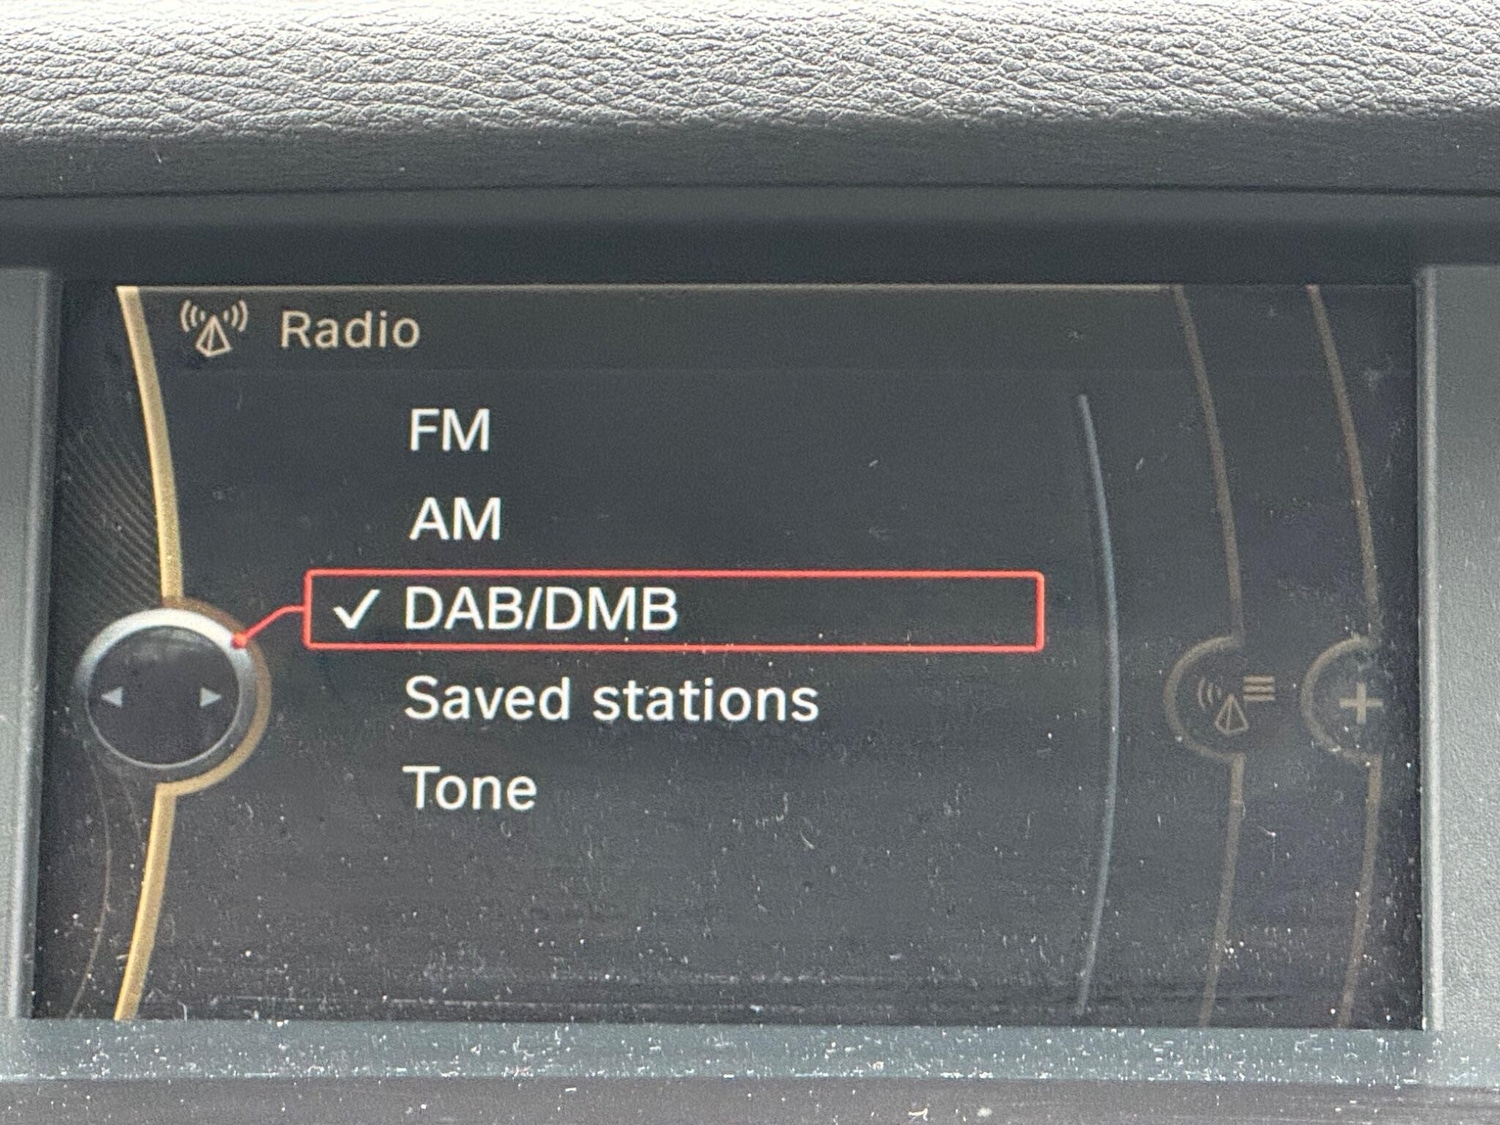 Radio
FM
AM
DAB/DMB
Saved stations
Tone